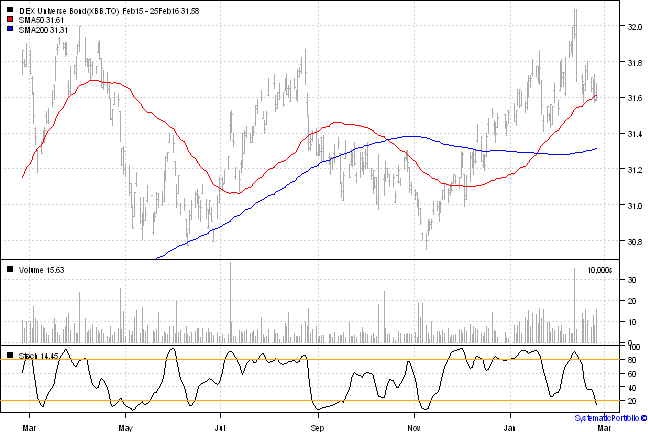 DEX Universe Bond(XBB.TO) Feb15 - 25Feb16 31.58
SMA50 31.61
SMA200 31.31
32.0
31.8
31.6
31.4
31.2
31.0
30.8
Volume 15.63
10,000s
30
20
10
0
Stoch 14.45
100
80
60
40
20
Mar May Jul Sep Nov Jan Mar
SystematicPortfolio ©